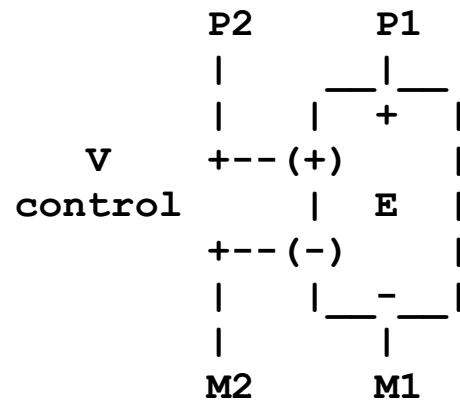 P2 P1
+
V +--(+)
control E
+--(-)
-
M2 M1